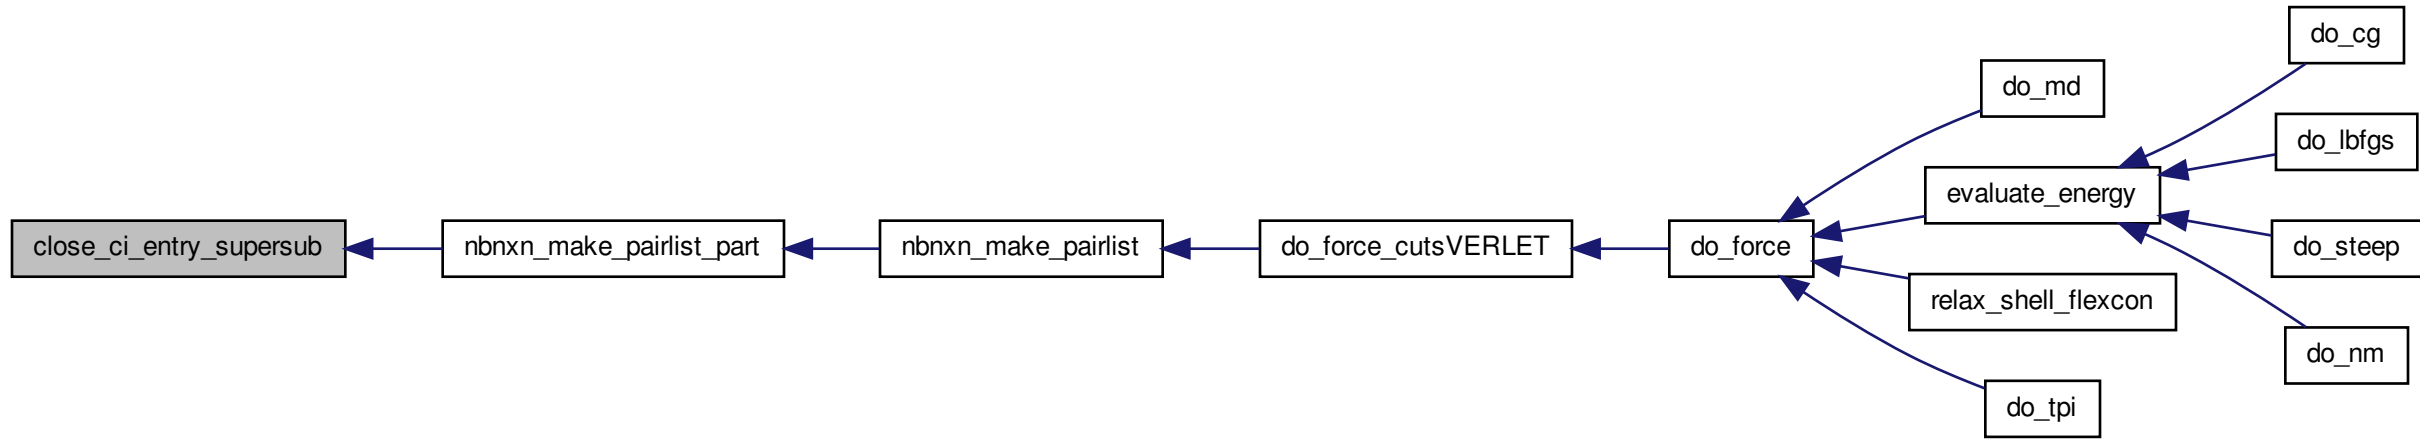 close_ci_entry_supersub
nbnxn_make_pairlist_part
nbnxn_make_pairlist
do_force_cutsVERLET
do_force
do_md
evaluate_energy
relax_shell_flexcon
do_tpi
do_cg
do_lbfgs
do_steep
do_nm